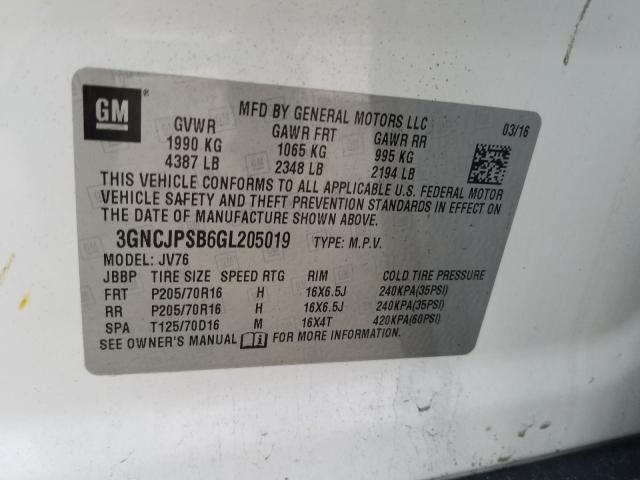 GM
MFD BY GENERAL MOTORS LLC
03/16
GVWR GAWR FRT GAWR RR
1990 KG 1065 KG 995 KG
4387 LB 2348 LB 2194 LB
THIS VEHICLE CONFORMS TO ALL APPLICABLE U.S. FEDERAL MOTOR
VEHICLE SAFETY AND THEFT PREVENTION STANDARDS IN EFFECT ON
THE DATE OF MANUFACTURE SHOWN ABOVE.
3GNCJPSB6GL205019 TYPE: M.P.V.
MODEL: JV76
JBBP TIRE SIZE SPEED RTG RIM COLD TIRE PRESSURE
FRT P205/70R16 H 16X6.5J 240KPA(35PSI)
RR P205/70R16 H 16X6.5J 240KPA(35PSI)
SPA T125/70D16 M 16X4T 420KPA(60PSI)
SEE OWNER'S MANUAL FOR MORE INFORMATION.